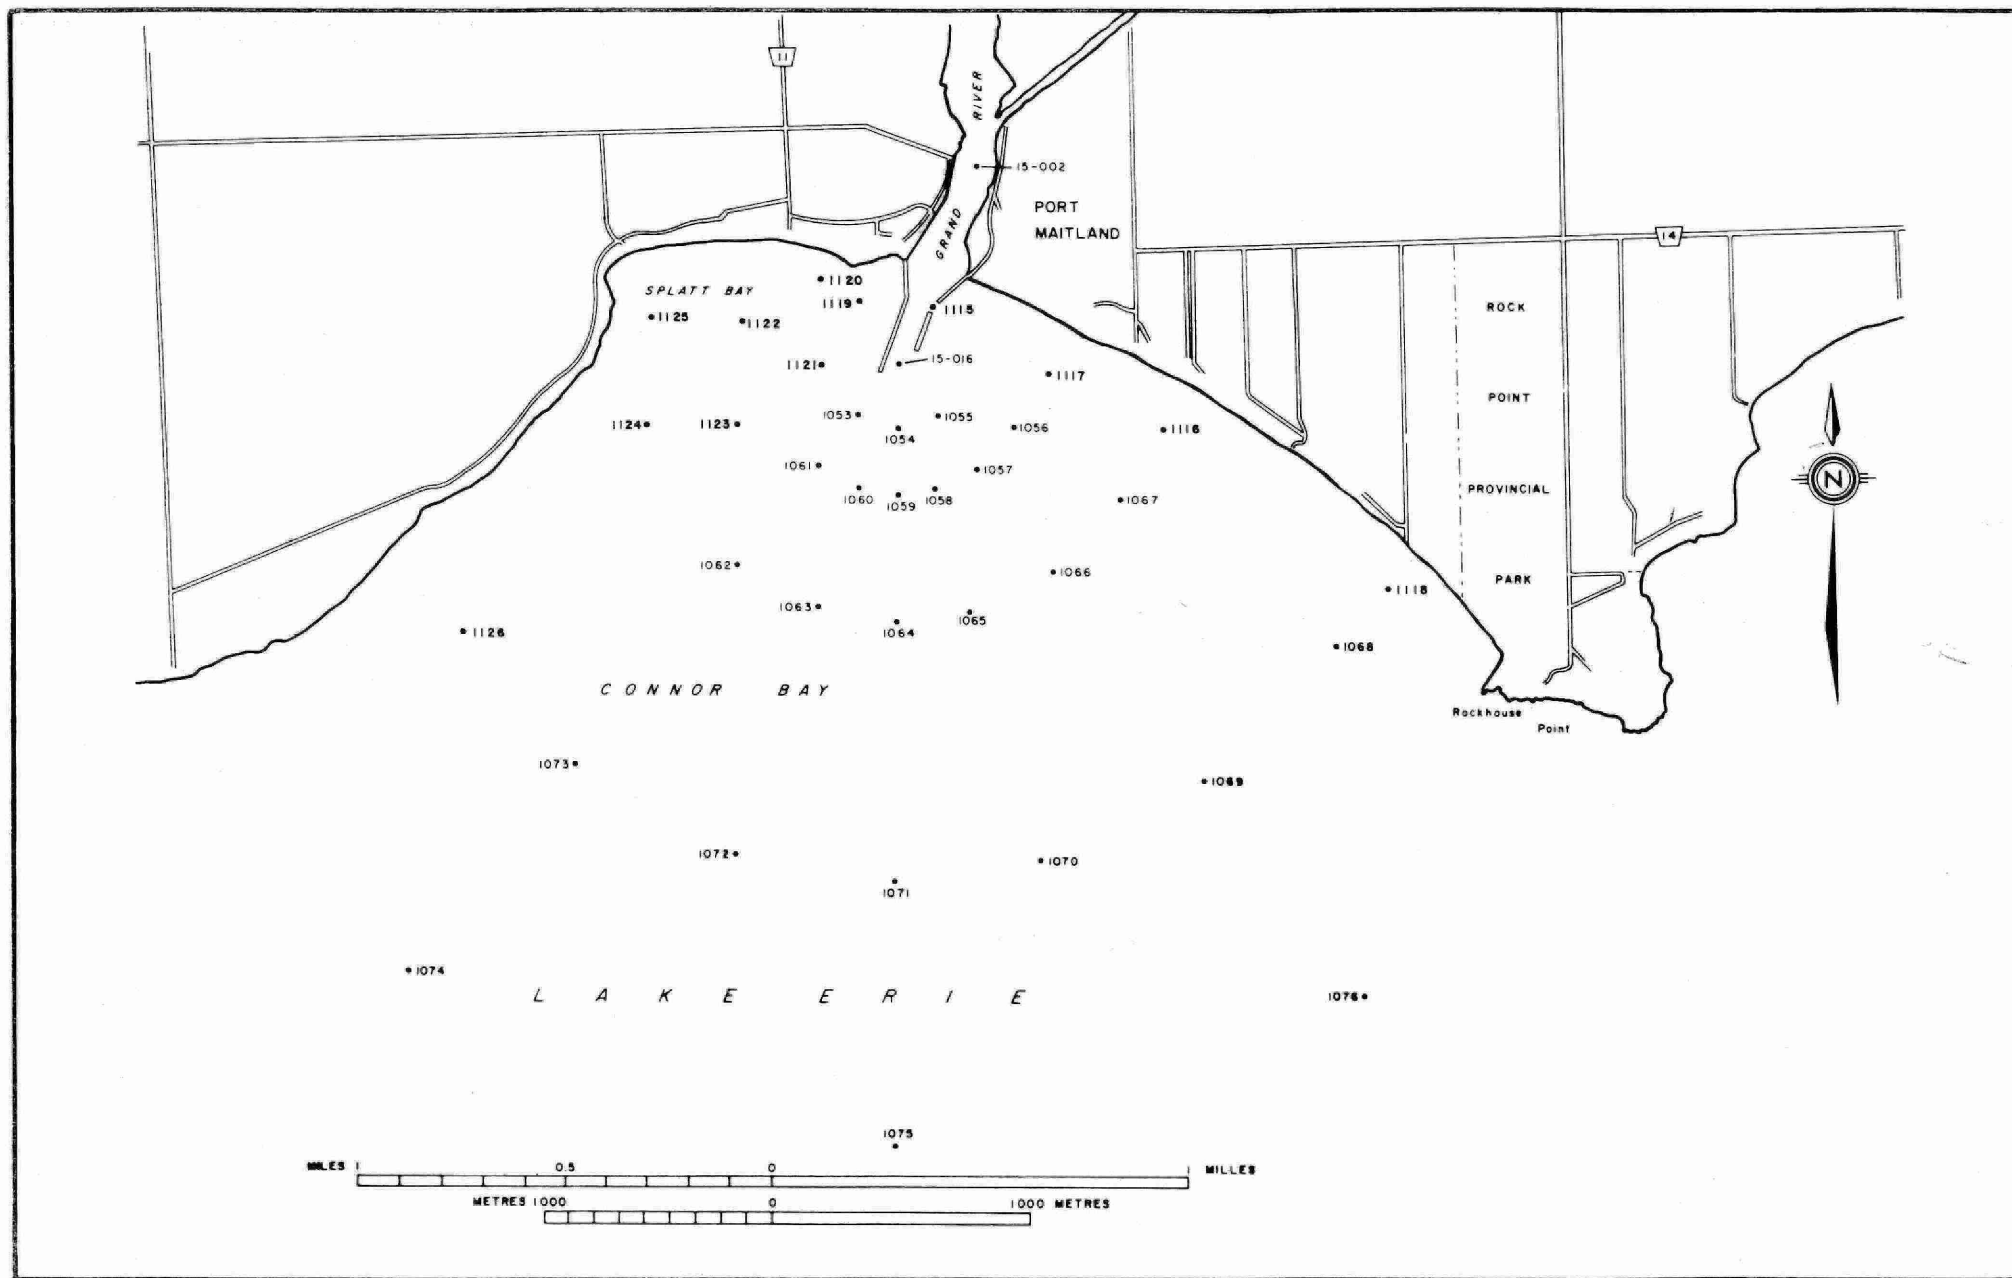 11
RIVER
15-002
PORT
MAITLAND
GRAND
14
1120
SPLATT BAY
1119
1115
ROCK
1125
1122
15-016
1121
1117
POINT
1053
1055
1124
1123
1054
1056
1116
1061
1057
PROVINCIAL
1060
1059
1058
1067
N
1062
1066
PARK
1118
1063
1065
1126
1064
1068
CONNOR BAY
Rockhouse
Point
1073
1069
1072
1070
1071
1074
LAKE ERIE
1076
1075
MILES 1 0.5 0 1 MILLES
METRES 1000 0 1000 METRES